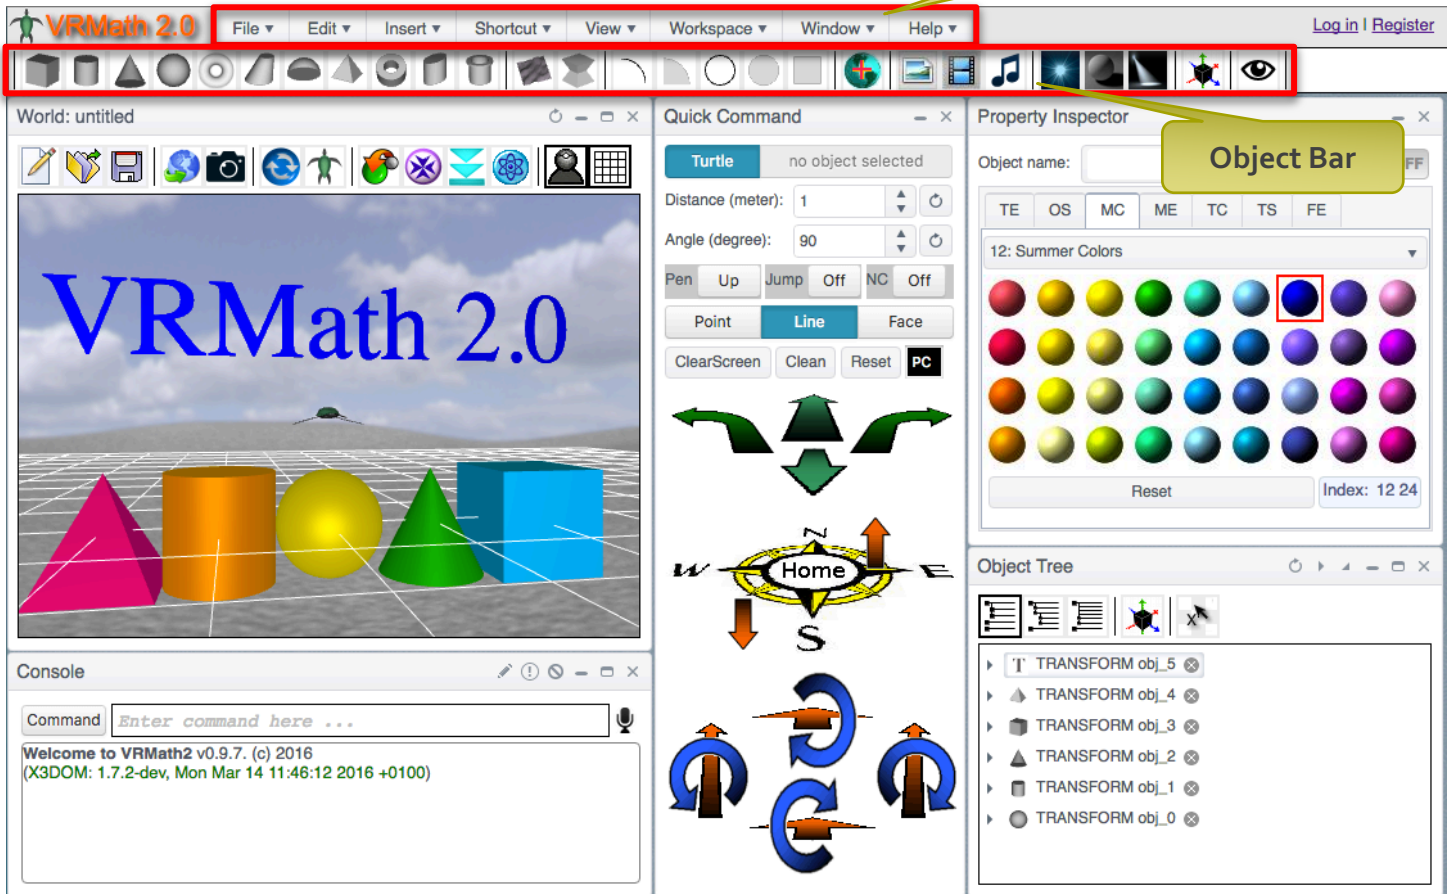 VRMath 2.0
File ▾ Edit ▾ Insert ▾ Shortcut ▾ View ▾ Workspace ▾ Window ▾ Help ▾
Log in | Register
World: untitled
VRMath 2.0
Console
Command Enter command here ...
Welcome to VRMath2 v0.9.7. (c) 2016
(X3DOM: 1.7.2-dev, Mon Mar 14 11:46:12 2016 +0100)
Quick Command
Turtle no object selected
Distance (meter): 1
Angle (degree): 90
Pen Up Jump Off NC Off
Point Line Face
ClearScreen Clean Reset PC
N
W Home E
S
Property Inspector
Object Bar
Object name: FF
TE OS MC ME TC TS FE
12: Summer Colors
Reset Index: 12 24
Object Tree
X
T TRANSFORM obj_5
TRANSFORM obj_4
TRANSFORM obj_3
TRANSFORM obj_2
TRANSFORM obj_1
TRANSFORM obj_0